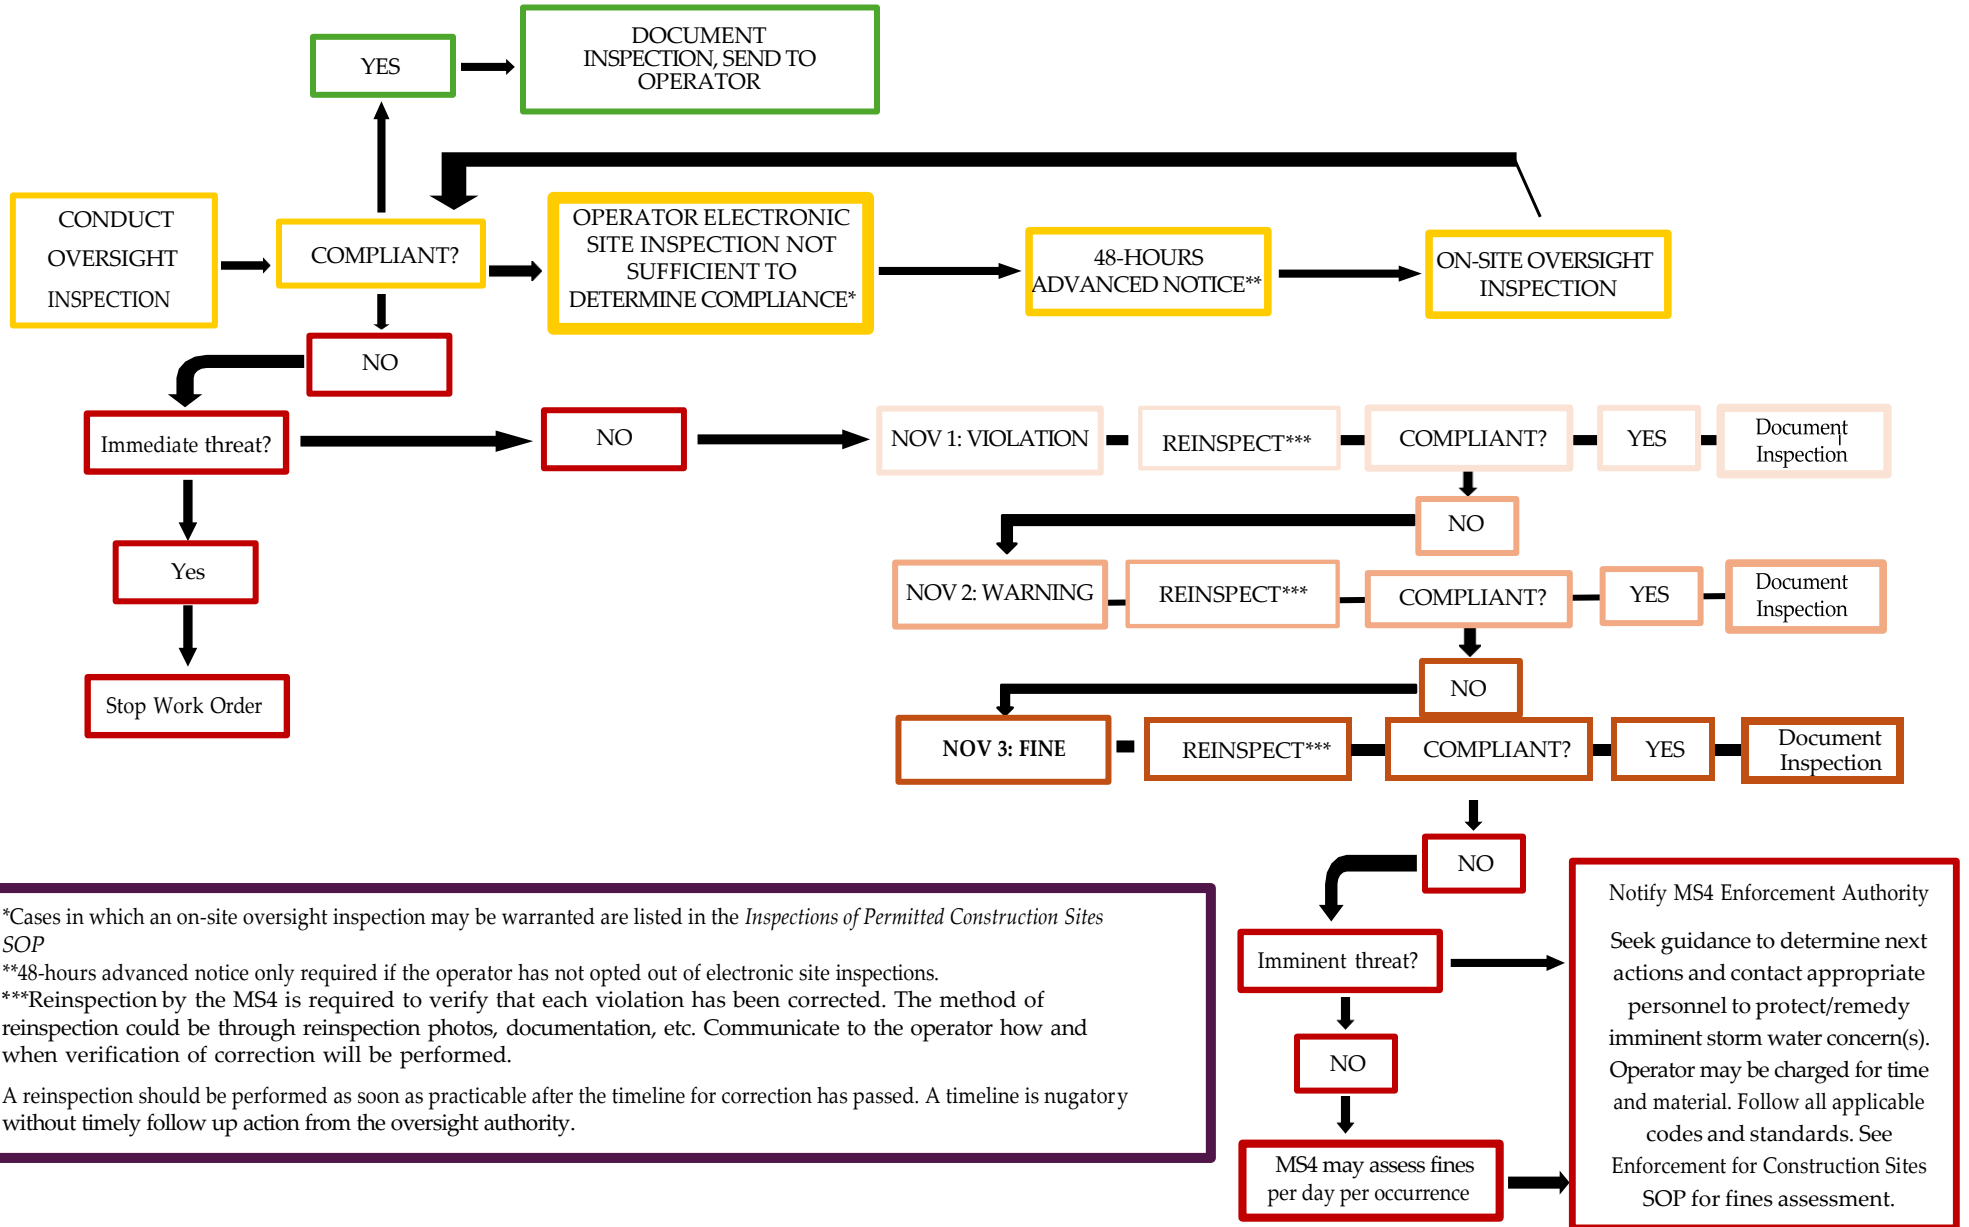 YES
DOCUMENT
INSPECTION, SEND TO
OPERATOR
CONDUCT
OVERSIGHT
INSPECTION
COMPLIANT?
OPERATOR ELECTRONIC
SITE INSPECTION NOT
SUFFICIENT TO
DETERMINE COMPLIANCE*
48-HOURS
ADVANCED NOTICE**
ON-SITE OVERSIGHT
INSPECTION
NO
Immediate threat?
NO
NOV 1: VIOLATION
REINSPECT***
COMPLIANT?
YES
Document
Inspection
NO
Yes
NOV 2: WARNING
REINSPECT***
COMPLIANT?
YES
Document
Inspection
Stop Work Order
NO
NOV 3: FINE
REINSPECT***
COMPLIANT?
YES
Document
Inspection
NO
Imminent threat?
NO
MS4 may assess fines
per day per occurrence
Notify MS4 Enforcement Authority
Seek guidance to determine next
actions and contact appropriate
personnel to protect/remedy
imminent storm water concern(s).
Operator may be charged for time
and material. Follow all applicable
codes and standards. See
Enforcement for Construction Sites
SOP for fines assessment.
*Cases in which an on-site oversight inspection may be warranted are listed in the Inspections of Permitted Construction Sites
SOP
**48-hours advanced notice only required if the operator has not opted out of electronic site inspections.
***Reinspection by the MS4 is required to verify that each violation has been corrected. The method of
reinspection could be through reinspection photos, documentation, etc. Communicate to the operator how and
when verification of correction will be performed.
A reinspection should be performed as soon as practicable after the timeline for correction has passed. A timeline is nugatory
without timely follow up action from the oversight authority.